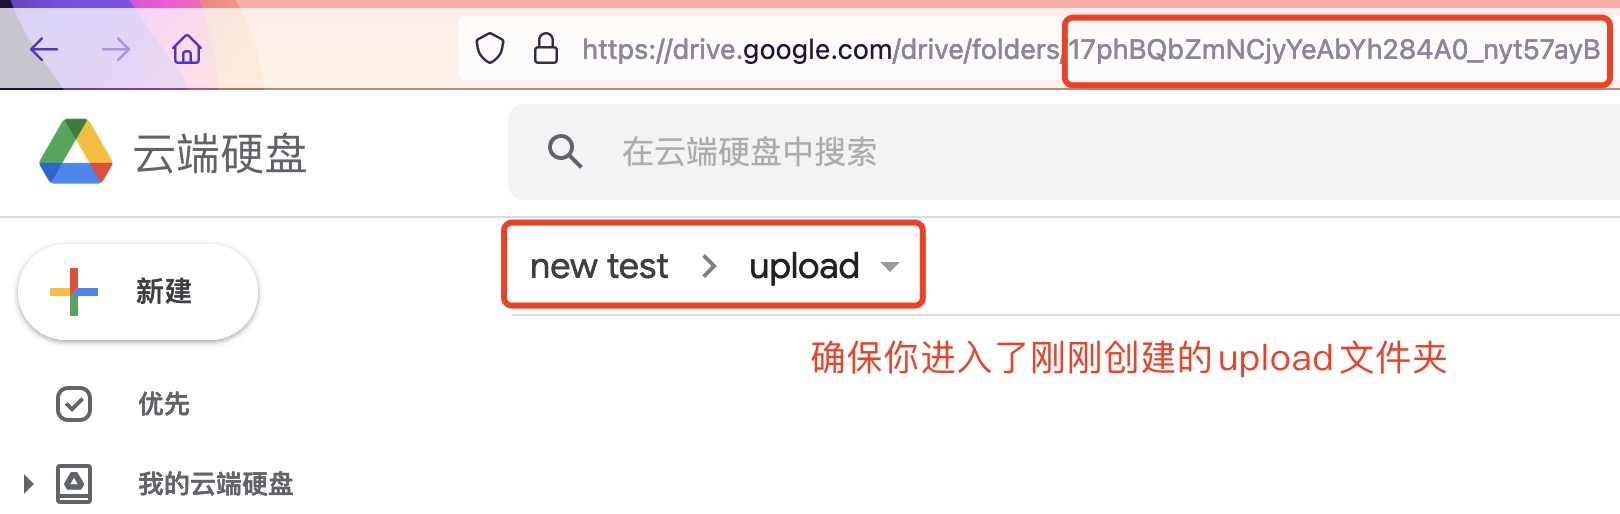 https://drive.google.com/drive/folders/17phBQbZmNCjyYeAbYh284A0_nyt57ayB
云端硬盘
在云端硬盘中搜索
new test > upload
新建
确保你进入了刚刚创建的upload文件夹
优先
我的云端硬盘